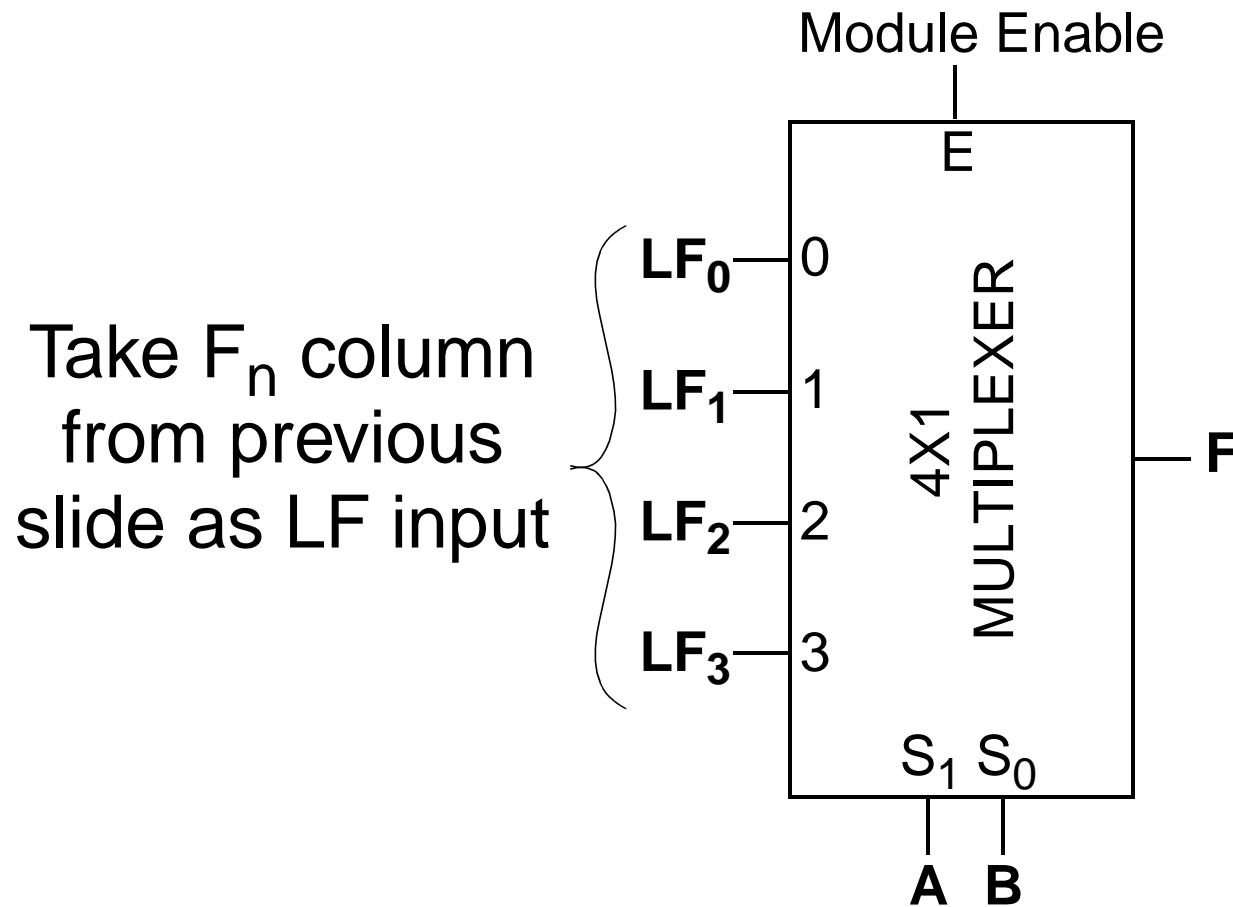 Module Enable
E
LF0 0
Take Fn column
from previous
slide as LF input
LF1 1
4X1
MULTIPLEXER
F
LF2 2
LF3 3
S1 S0
A B